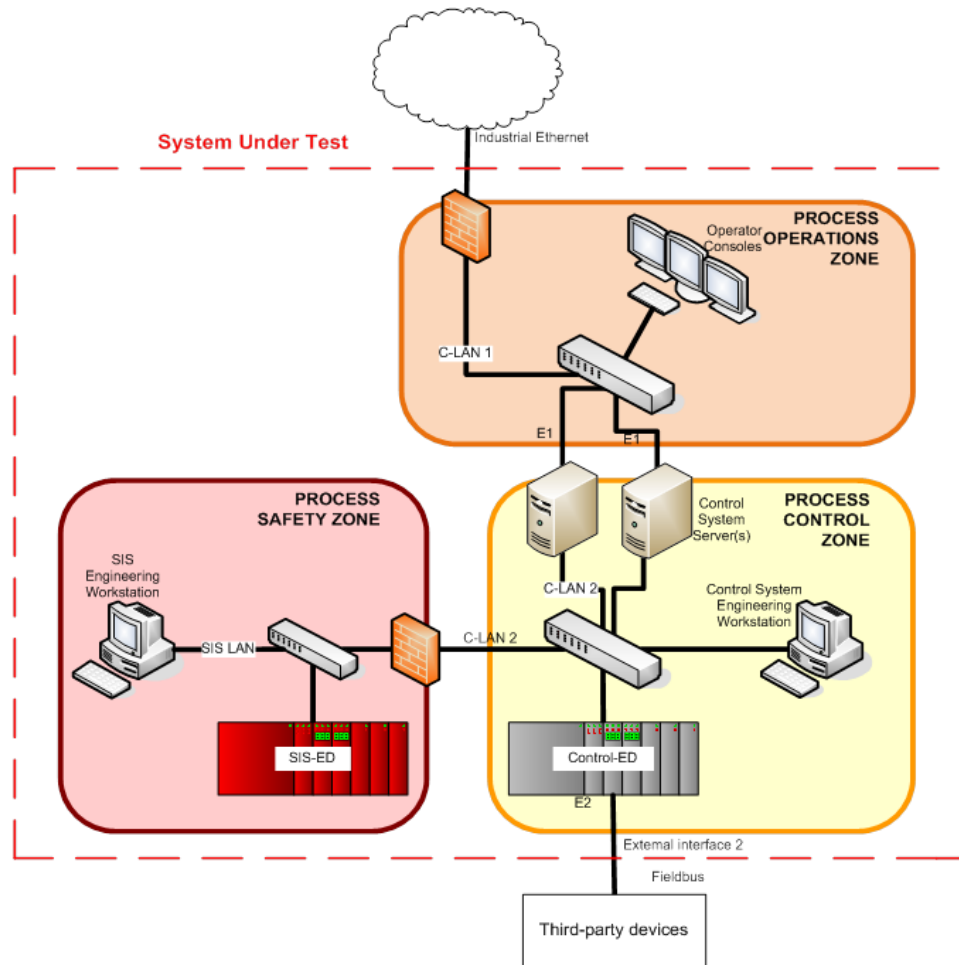 Industrial Ethernet
System Under Test
PROCESS
OPERATIONS
ZONE
Operator
Consoles
C-LAN 1
E1
E1
PROCESS
SAFETY ZONE
PROCESS
CONTROL
ZONE
Control
System
Server(s)
SIS
Engineering
Workstation
C-LAN 2
Control System
Engineering
Workstation
SIS LAN
C-LAN 2
SIS-ED
Control-ED
E2
External interface 2
Fieldbus
Third-party devices